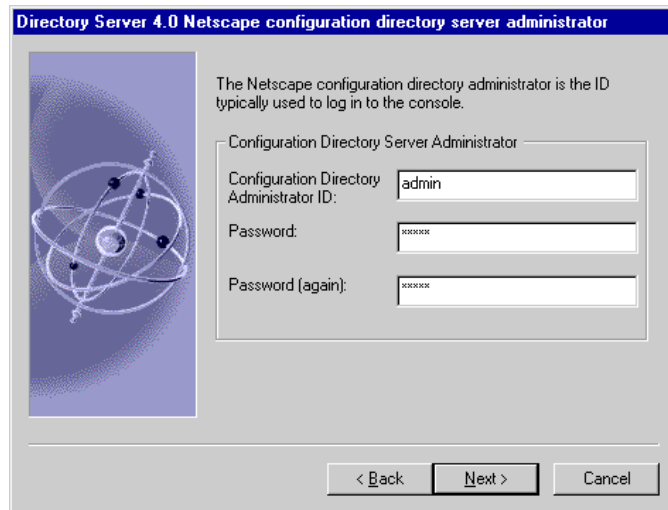 Directory Server 4.0 Netscape configuration directory server administrator
The Netscape configuration directory administrator is the ID
typically used to log in to the console.
Configuration Directory Server Administrator
Configuration Directory
Administrator ID:
admin
Password:
xxxxx
Password (again):
xxxxx
< Back
Next >
Cancel